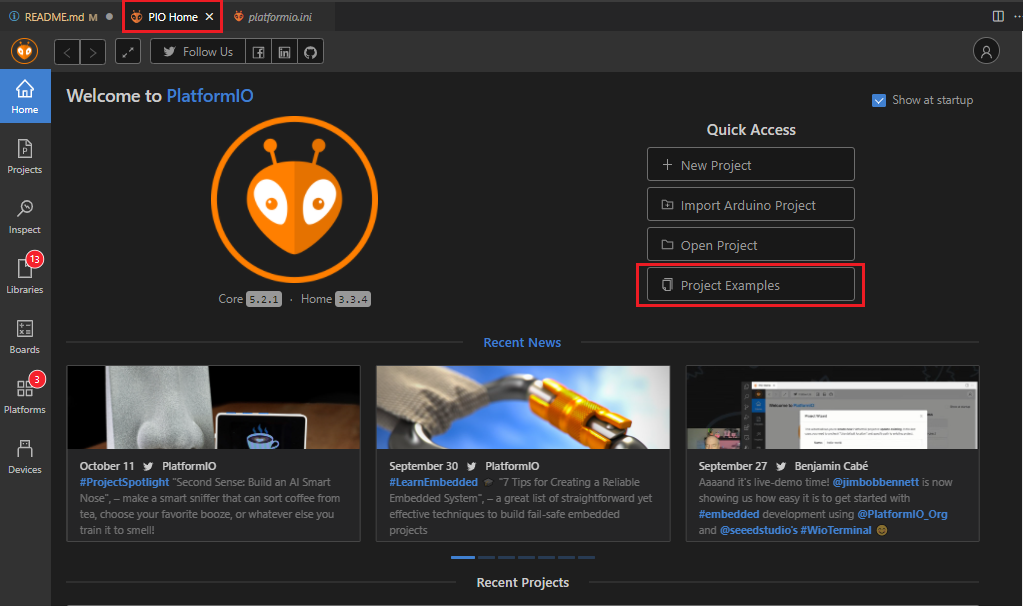 README.md M
PIO Home
platformio.ini
Follow Us
Home
Projects
Inspect
13
Libraries
Boards
3
Platforms
Devices
Welcome to PlatformIO
Show at startup
Core 5.2.1 · Home 3.3.4
Quick Access
New Project
Import Arduino Project
Open Project
Project Examples
Recent News
October 11 PlatformIO
#ProjectSpotlight “Second Sense: Build an AI Smart
Nose”, – make a smart sniffer that can sort coffee from
tea, choose your favorite booze, or whatever else you
train it to smell!
September 30 PlatformIO
#LearnEmbedded “7 Tips for Creating a Reliable
Embedded System”, – a great list of straightforward yet
effective techniques to build fail-safe embedded
projects
September 27 Benjamin Cabé
Aaaand it's live-demo time! @jimbobbennett is now
showing us how easy it is to get started with
#embedded development using @PlatformIO_Org
and @seeedstudio's #WioTerminal
Recent Projects